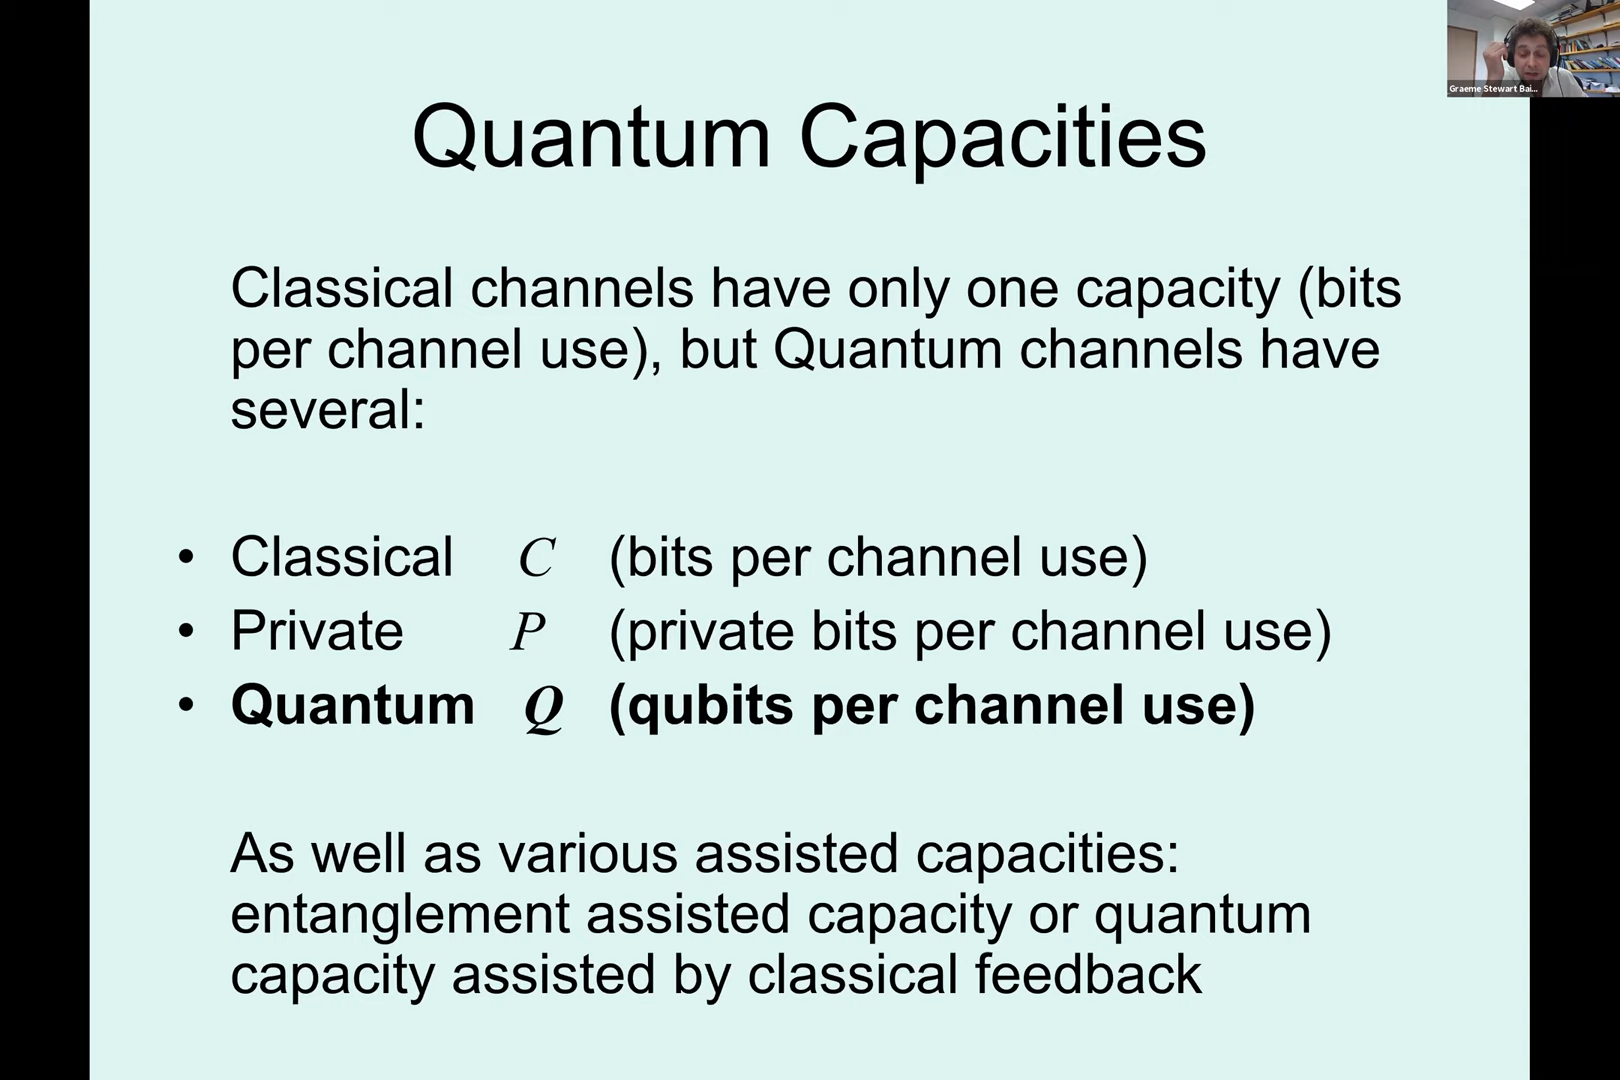 Graeme Stewart Bai...
Quantum Capacities
Classical channels have only one capacity (bits
per channel use), but Quantum channels have
several:
• Classical C (bits per channel use)
• Private P (private bits per channel use)
• Quantum Q (qubits per channel use)
As well as various assisted capacities:
entanglement assisted capacity or quantum
capacity assisted by classical feedback